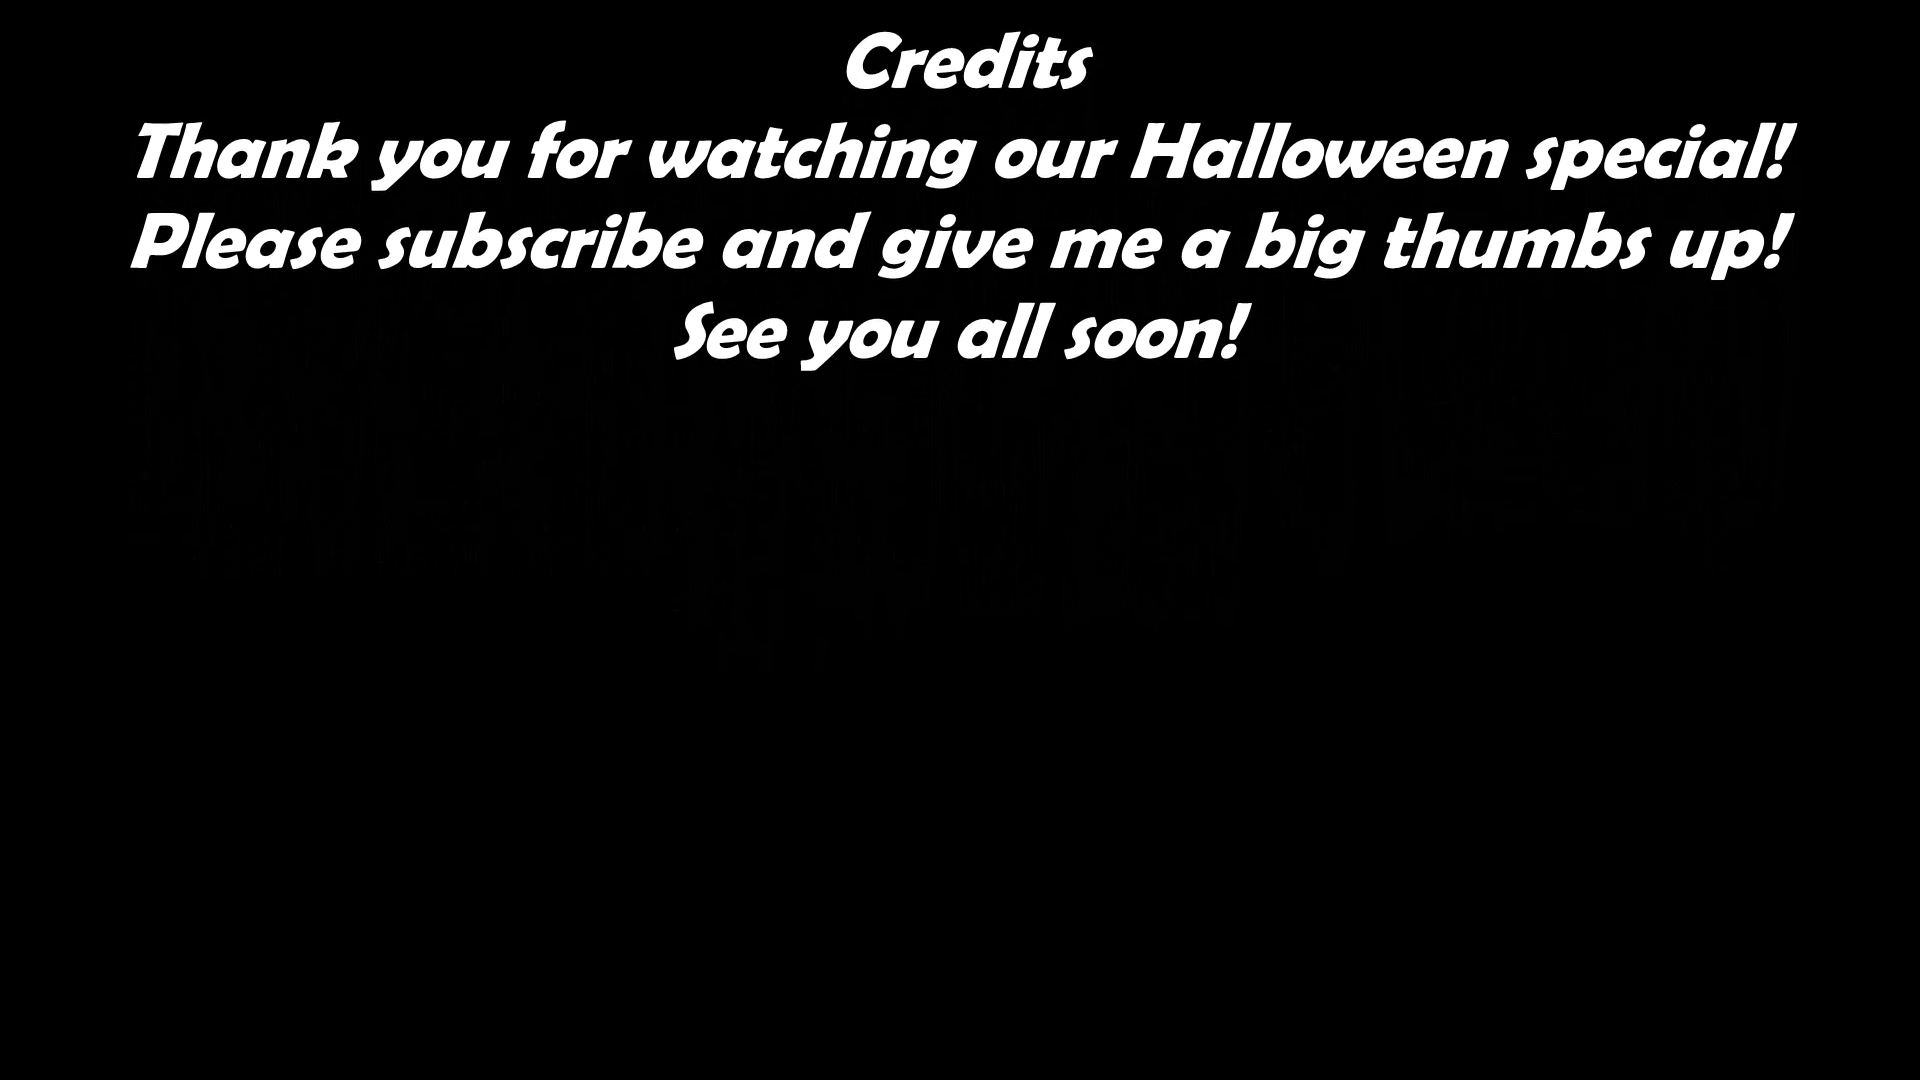 Credits
Thank you for watching our Halloween special!
Please subscribe and give me a big thumbs up!
See you all soon!